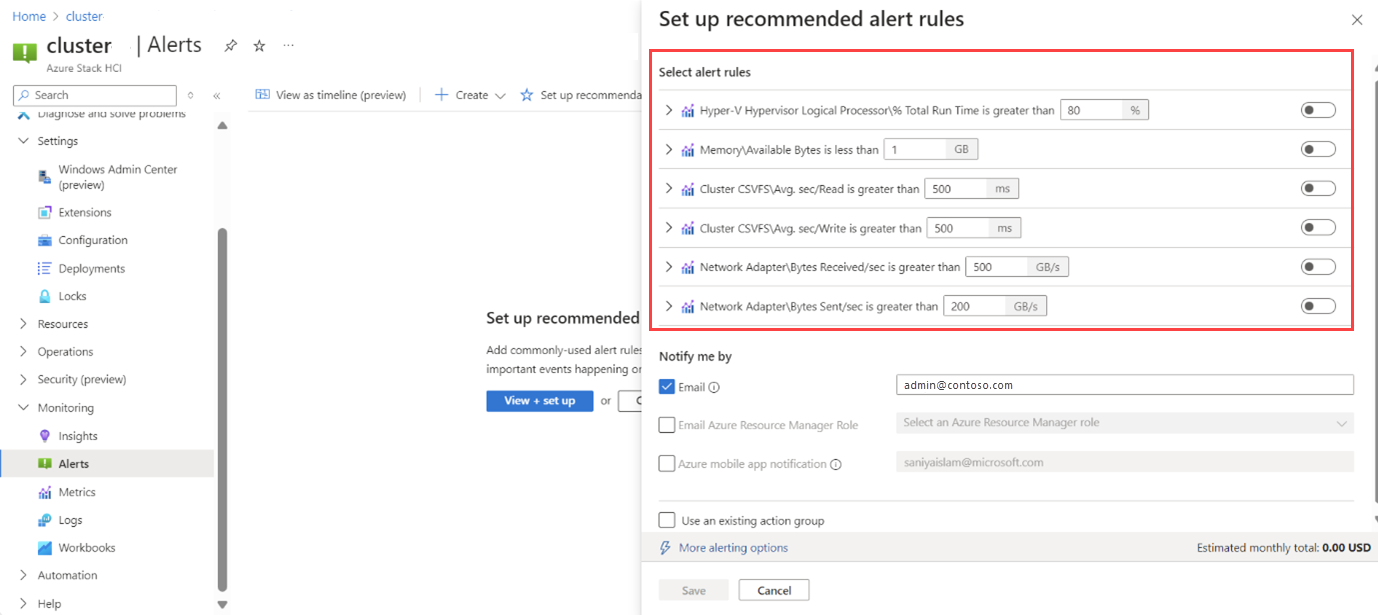 Home > cluster
cluster | Alerts
Azure Stack HCI
Search
Diagnose and solve problems
Settings
Windows Admin Center
(preview)
Extensions
Configuration
Deployments
Locks
Resources
Operations
Security (preview)
Monitoring
Insights
Alerts
Metrics
Logs
Workbooks
Automation
Help
View as timeline (preview)
Create
Set up recommenda
Set up recommended
Add commonly-used alert rules
important events happening or
View + set up or C
Set up recommended alert rules
Select alert rules
Hyper-V Hypervisor Logical Processor\% Total Run Time is greater than 80 %
Memory\Available Bytes is less than 1 GB
Cluster CSVFS\Avg. sec/Read is greater than 500 ms
Cluster CSVFS\Avg. sec/Write is greater than 500 ms
Network Adapter\Bytes Received/sec is greater than 500 GB/s
Network Adapter\Bytes Sent/sec is greater than 200 GB/s
Notify me by
Email admin@contoso.com
Email Azure Resource Manager Role Select an Azure Resource Manager role
Azure mobile app notification saniyaislam@microsoft.com
Use an existing action group
More alerting options
Estimated monthly total: 0.00 USD
Save Cancel